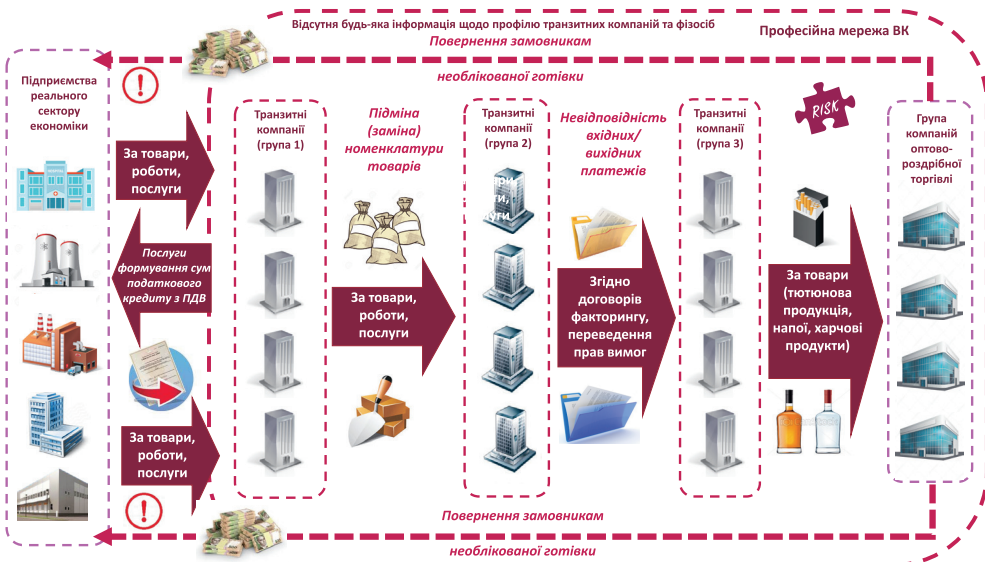 Відсутня будь-яка інформація щодо профілю транзитних компаній та фізосіб
Професійна мережа ВК
Повернення замовникам
необлікованої готівки
Підприємства
реального
сектору
економіки
За товари,
роботи,
послуги
Послуги
формування сум
податкового
кредиту з ПДВ
За товари,
роботи,
послуги
Транзитні
компанії
(група 1)
Підміна
(заміна)
номенклатури
товарів
За товари,
роботи,
послуги
Транзитні
компанії
(група 2)
Невідповідність
вхідних/
вихідних
платежів
Згідно
договорів
факторингу,
переведення
прав вимог
Транзитні
компанії
(група 3)
RISK
За товари
(тютюнова
продукція,
напої, харчові
продукти)
Група
компаній
оптово-
роздрібної
торгівлі
Повернення замовникам
необлікованої готівки